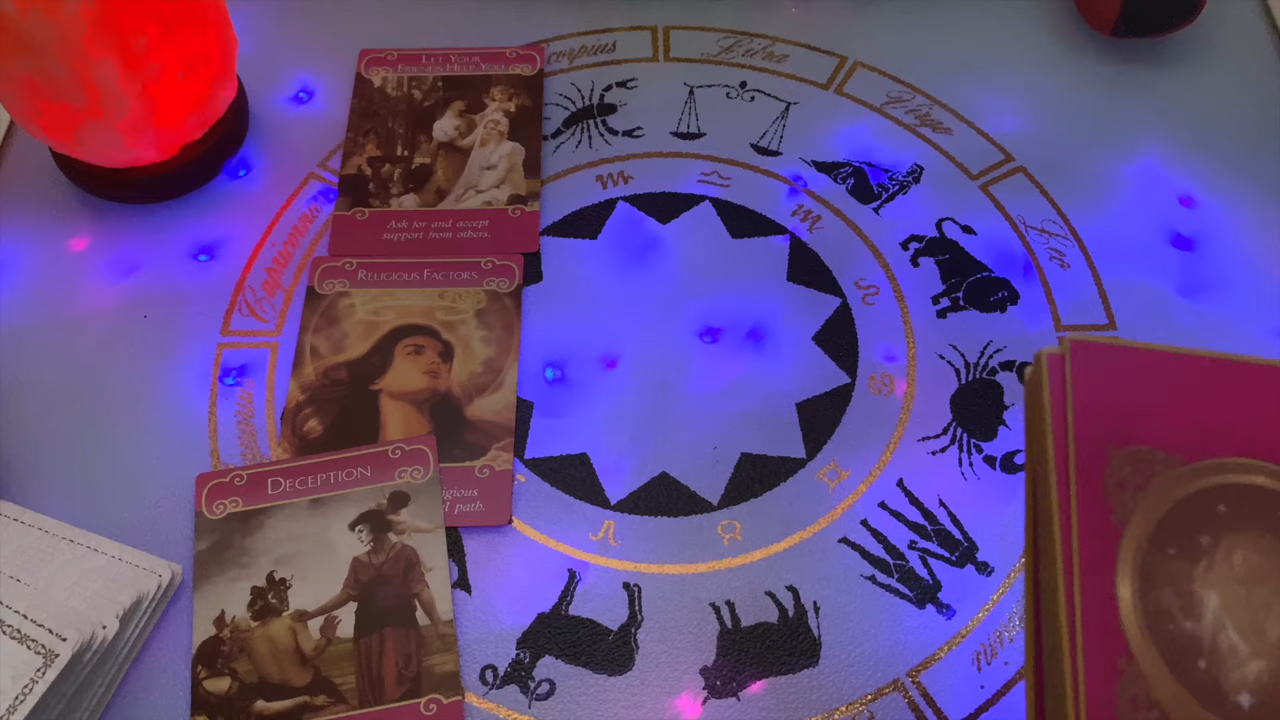 LET YOUR
FRIENDS HELP YOU
Ask for and accept
support from others.
RELIGIOUS FACTORS
path.
DECEPTION
Libra
Virgo
Leo
Capricornus